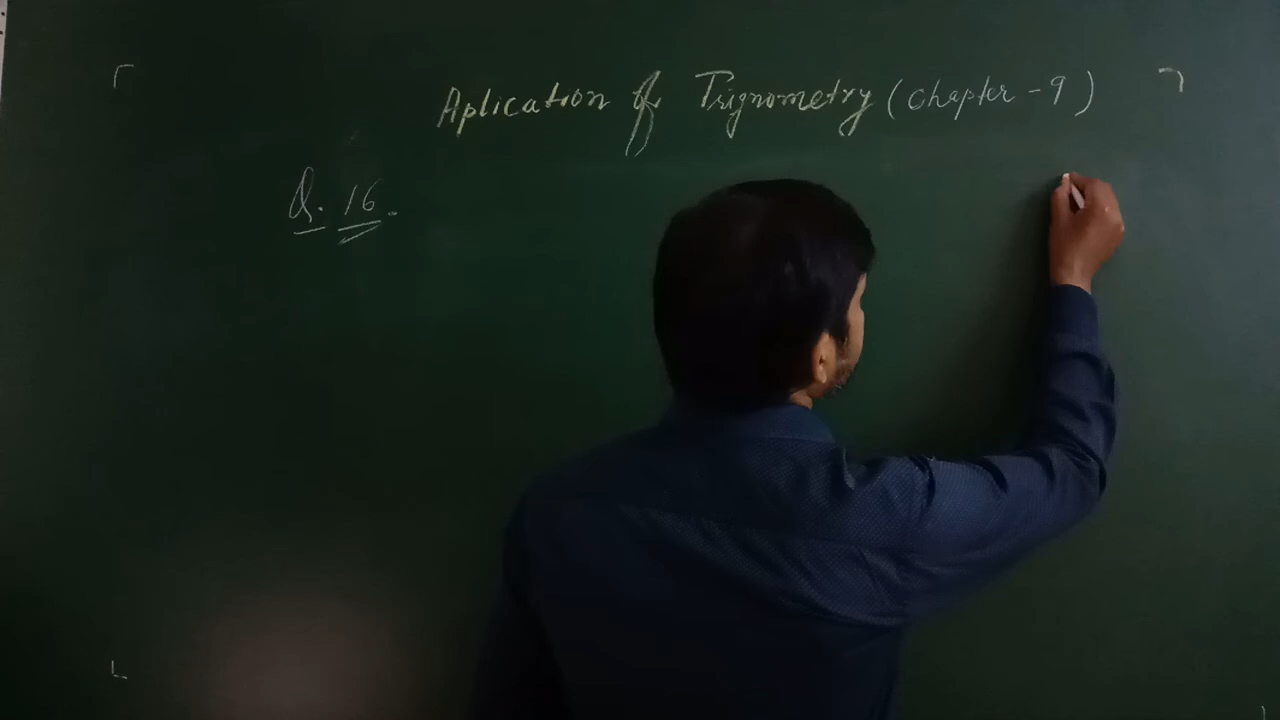 Aplication of Trignometry (Chapter-9)
Q. 16.